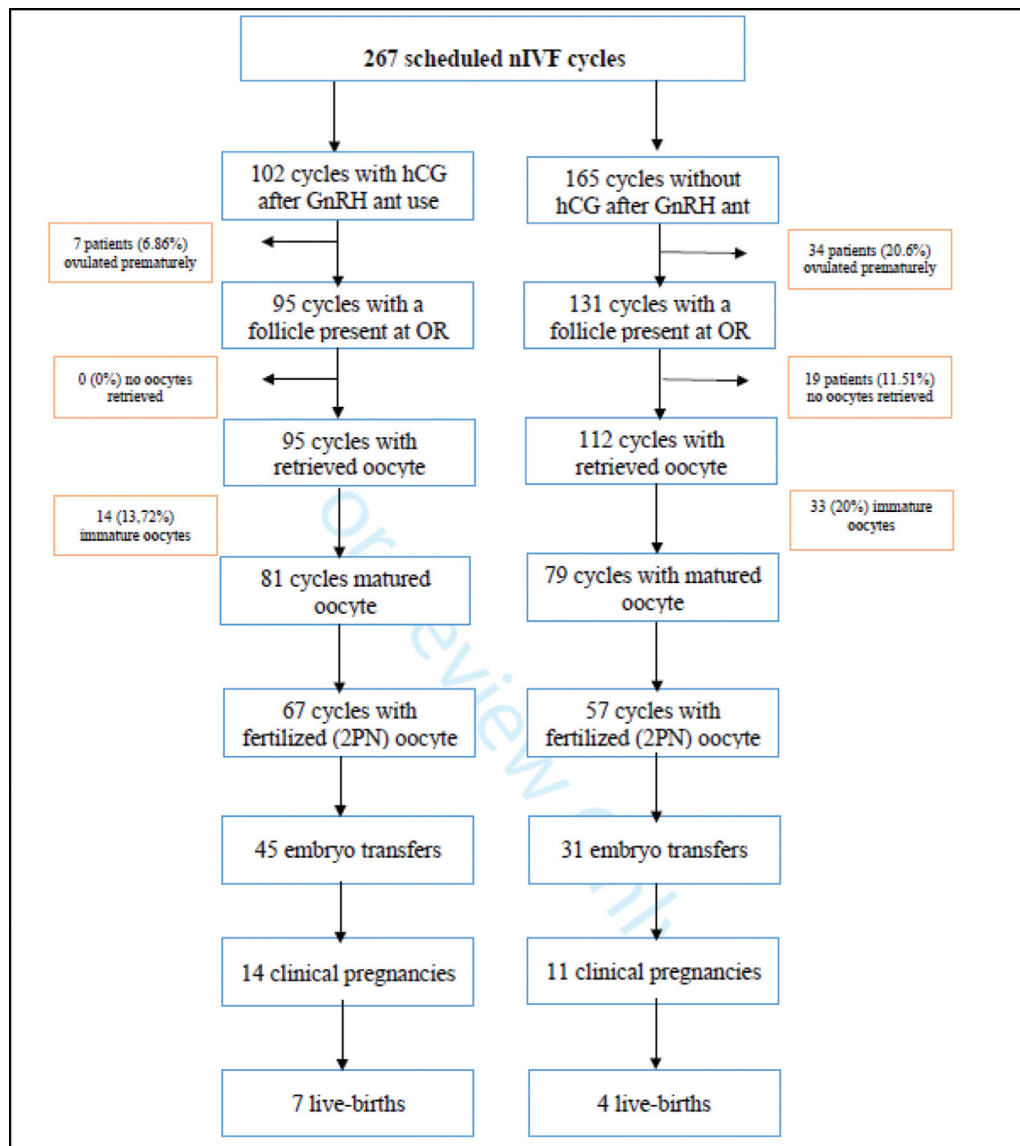 267 scheduled nIVF cycles
102 cycles with hCG
after GnRH ant use
165 cycles without
hCG after GnRH ant
7 patients (6.86%)
ovulated prematurely
34 patients (20.6%)
ovulated prematurely
95 cycles with a
follicle present at OR
131 cycles with a
follicle present at OR
0 (0%) no oocytes
retrieved
19 patients (11.51%)
no oocytes retrieved
95 cycles with
retrieved oocyte
112 cycles with
retrieved oocyte
14 (13,72%)
immature oocytes
33 (20%) immature
oocytes
81 cycles matured
oocyte
79 cycles with matured
oocyte
67 cycles with
fertilized (2PN) oocyte
57 cycles with
fertilized (2PN) oocyte
45 embryo transfers
31 embryo transfers
14 clinical pregnancies
11 clinical pregnancies
7 live-births
4 live-births